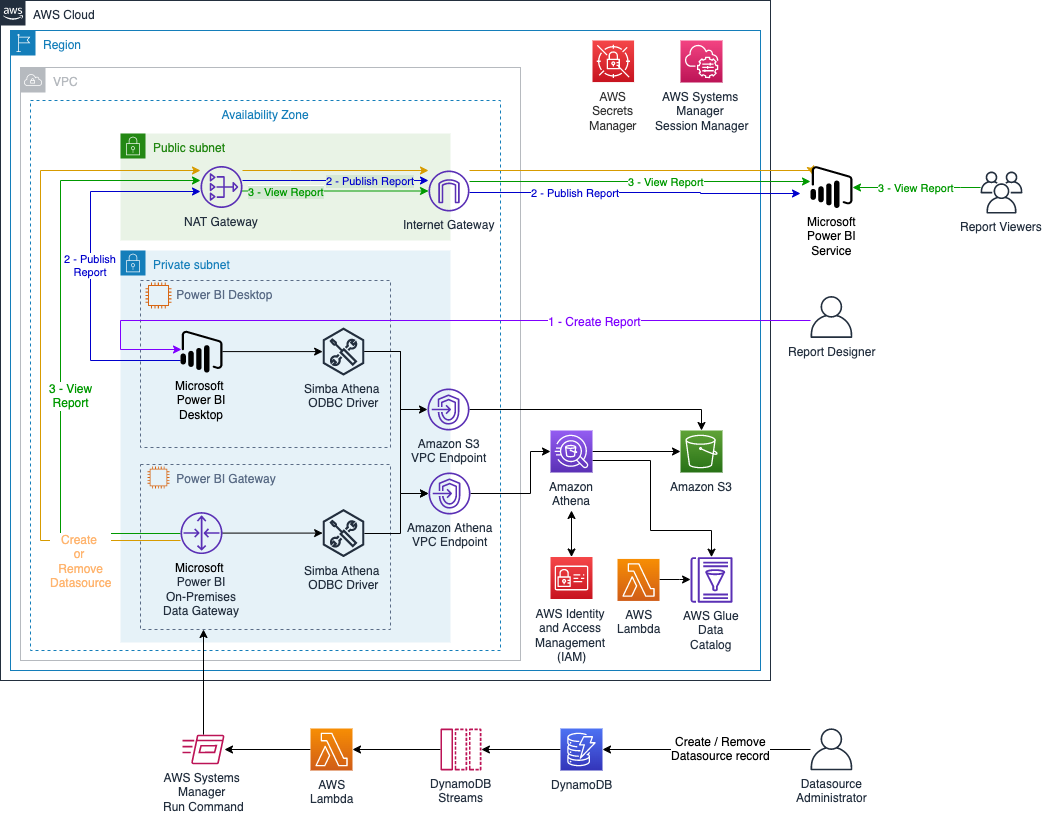 aws
AWS Cloud
Region
VPC
Availability Zone
AWS
Secrets
Manager
AWS Systems
Manager
Session Manager
Public subnet
2 - Publish Report
3 - View Report
NAT Gateway
Internet Gateway
3 - View Report
2 - Publish Report
Microsoft
Power BI
Service
3 - View Report
Report Viewers
2 - Publish
Report
Private subnet
Power BI Desktop
1 - Create Report
Report Designer
Microsoft
Power BI
Desktop
Simba Athena
ODBC Driver
3 - View
Report
Amazon S3
VPC Endpoint
Power BI Gateway
Amazon Athena
VPC Endpoint
Amazon
Athena
Amazon S3
Create
or
Remove
Datasource
Microsoft
Power BI
On-Premises
Data Gateway
Simba Athena
ODBC Driver
AWS Identity
and Access
Management
(IAM)
AWS
Lambda
AWS Glue
Data
Catalog
AWS Systems
Manager
Run Command
AWS
Lambda
DynamoDB
Streams
DynamoDB
Create / Remove
Datasource record
Datasource
Administrator